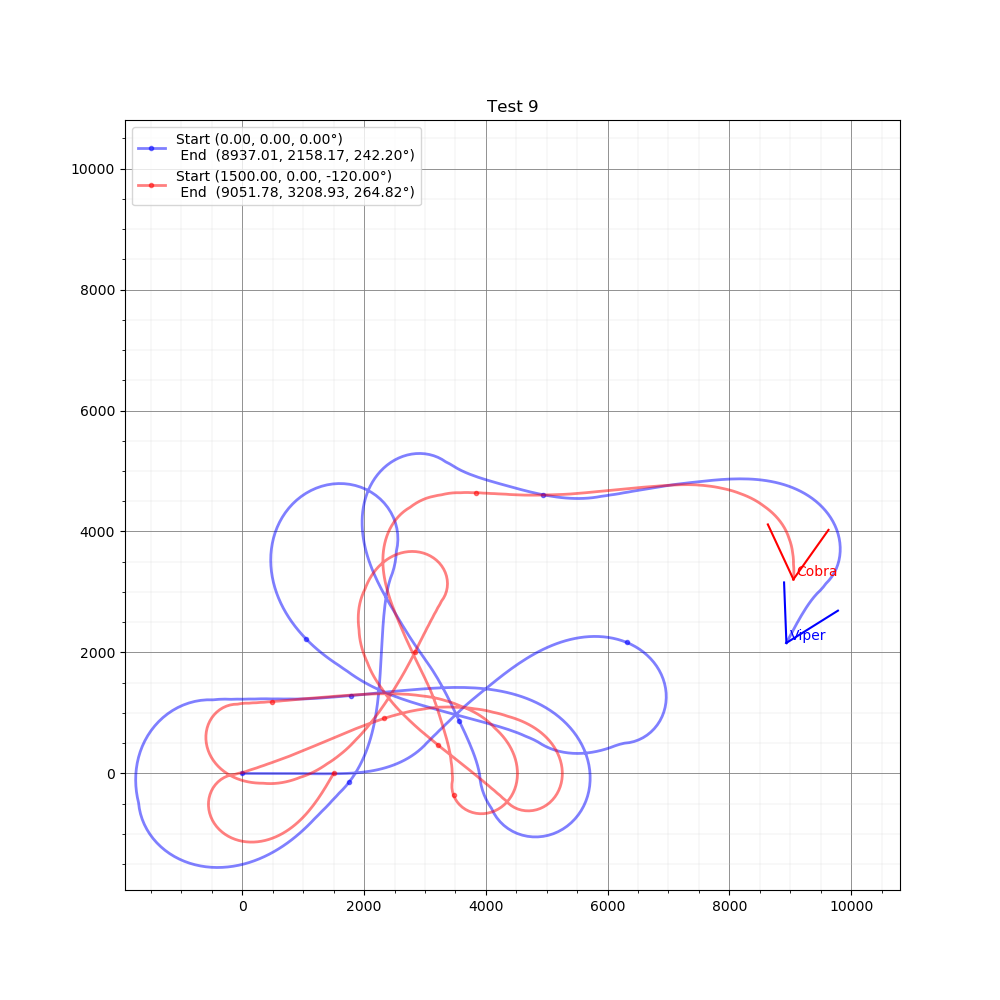 Test 9
Start (0.00, 0.00, 0.00°)
End  (8937.01, 2158.17, 242.20°)
Start (1500.00, 0.00, -120.00°)
End  (9051.78, 3208.93, 264.82°)
10000
8000
6000
4000
2000
0
Cobra
Viper
0 2000 4000 6000 8000 10000